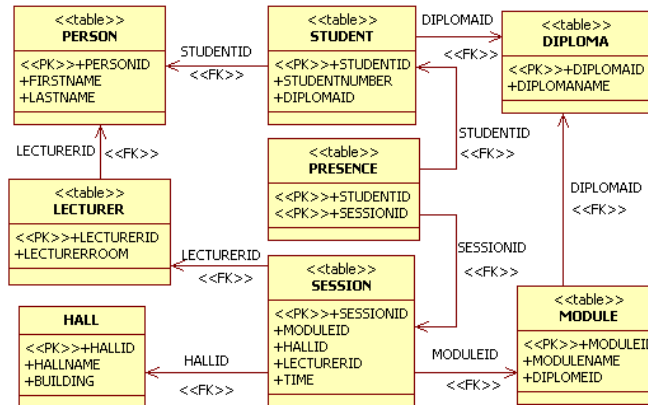 <<table>>
PERSON
<<PK>>+PERSONID
+FIRSTNAME
+LASTNAME
STUDENTID
<<FK>>
<<table>>
STUDENT
<<PK>>+STUDENTID
+STUDENTNUMBER
+DIPLOMAID
DIPLOMAID
<<FK>>
<<table>>
DIPLOMA
<<PK>>+DIPLOMAID
+DIPLOMANAME
LECTURERID
<<FK>>
<<table>>
PRESENCE
<<PK>>+STUDENTID
<<PK>>+SESSIONID
STUDENTID
<<FK>>
<<table>>
LECTURER
<<PK>>+LECTURERID
+LECTURERROOM
DIPLOMAID
<<FK>>
LECTURERID
<<FK>>
SESSIONID
<<FK>>
<<table>>
SESSION
<<PK>>+SESSIONID
+MODULEID
+HALLID
+LECTURERID
+TIME
HALL
<<PK>>+HALLID
+HALLNAME
+BUILDING
HALLID
<<FK>>
MODULEID
<<FK>>
<<table>>
MODULE
<<PK>>+MODULEID
+MODULENAME
+DIPLOMEID